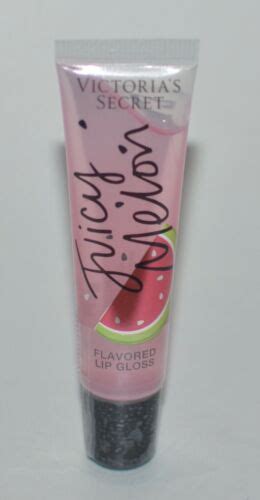 VICTORIA'S
SECRET
Juicy
Melon
FLAVORED
LIP GLOSS